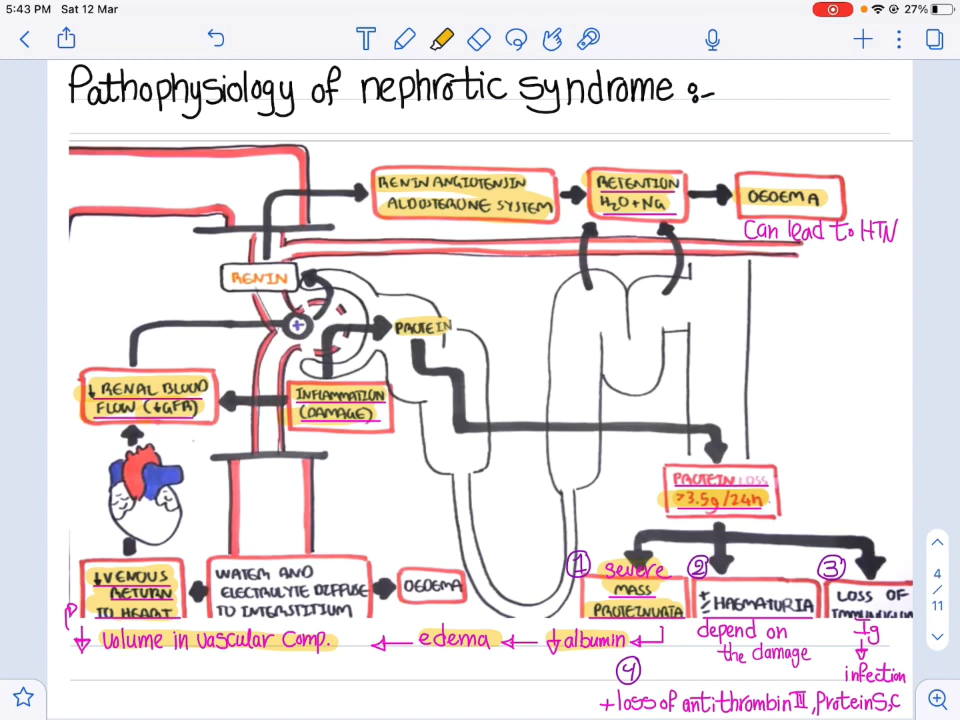 5:43 PM Sat 12 Mar
27%
Pathophysiology of nephrotic syndrome :-
RENIN ANGIOTENSIN
ALDOSTERONE SYSTEM
RETENTION
H₂O + Na
OEDEMA
Can lead to HTN
RENIN
+
PROTEIN
↓ RENAL BLOOD
FLOW (↓GFR)
INFLAMMATION
(DAMAGE)
PROTEIN LOSS
>3.5g/24h
↓ VENOUS
RETURN
TO HEART
WATER AND
ELECTROLYTE DIFFUSE
TO INTERSTITIUM
OEDEMA
① severe
MASS
PROTEINURIA
② ± HAEMATURIA
depend on
the damage
③ LOSS OF
Ig
↓
infection
↓ Volume in vascular Comp. ← edema ← ↓ albumin
④
+ loss of antithrombin III, Protein S,C
4
/
11